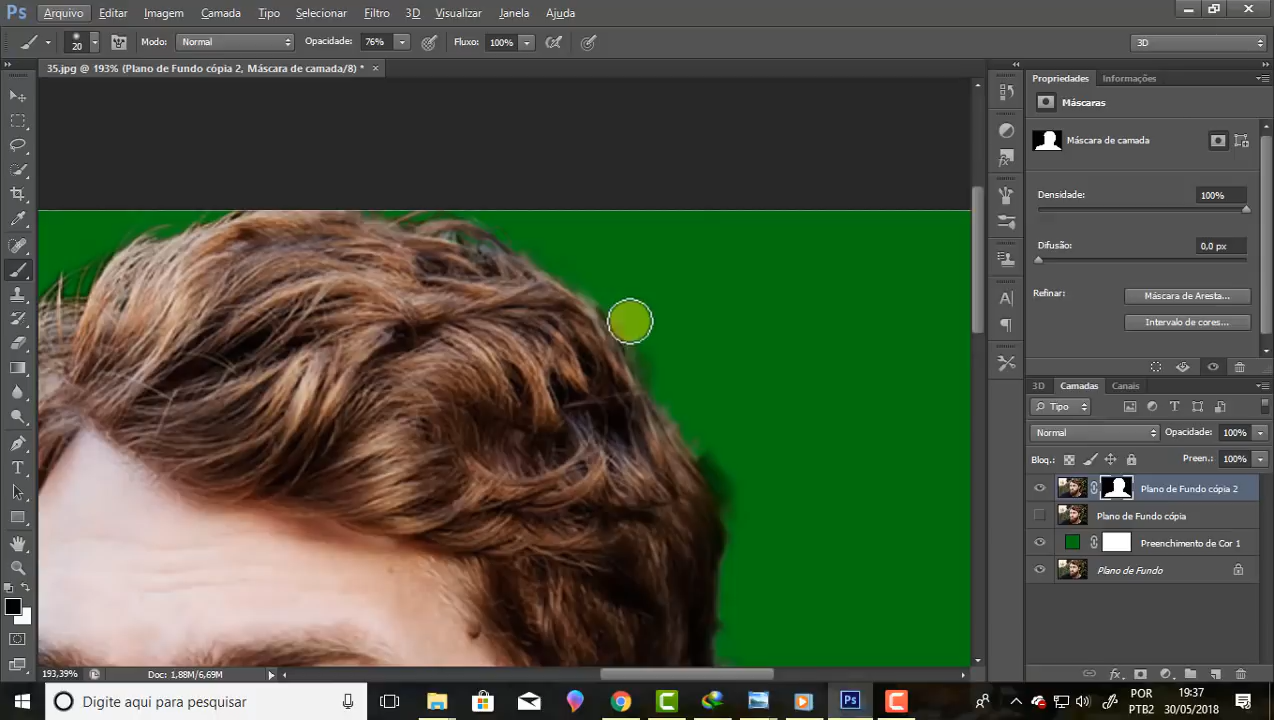 Ps Arquivo Editar Imagem Camada Tipo Selecionar Filtro 3D Visualizar Janela Ajuda
20 Modo: Normal Opacidade: 76% Fluxo: 100% 3D
35.jpg @ 193% (Plano de Fundo cópia 2, Máscara de camada/8) * ×
Propriedades Informações
Máscaras
Máscara de camada
Densidade: 100%
Difusão: 0,0 px
Refinar: Máscara de Aresta...
Intervalo de cores...
3D Camadas Canais
Tipo
Normal Opacidade: 100%
Bloq.: Preen.: 100%
Plano de Fundo cópia 2
Plano de Fundo cópia
Preenchimento de Cor 1
Plano de Fundo
193,39% Doc: 1,88M/6,69M
Digite aqui para pesquisar
POR
PTB2
19:37
30/05/2018